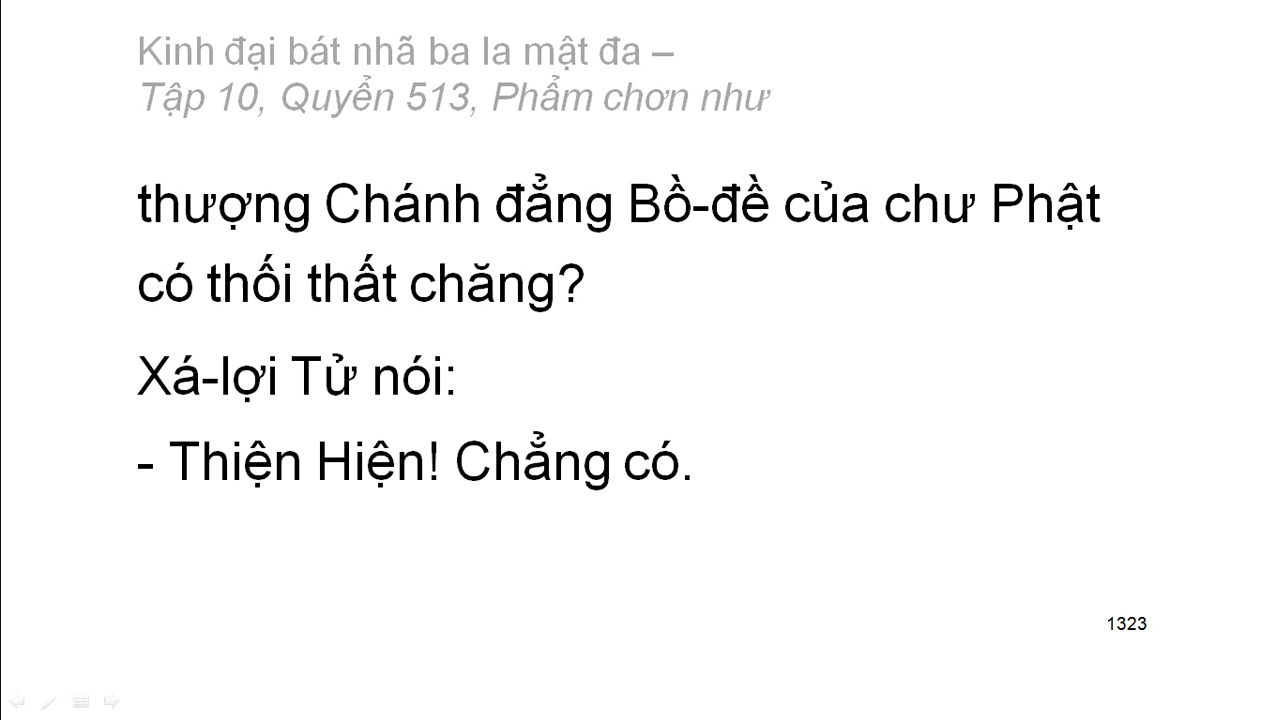 Kinh đại bát nhã ba la mật đa –
Tập 10, Quyển 513, Phẩm chơn như
thượng Chánh đẳng Bồ-đề của chư Phật
có thối thất chăng?
Xá-lợi Tử nói:
- Thiện Hiện! Chẳng có.
1323